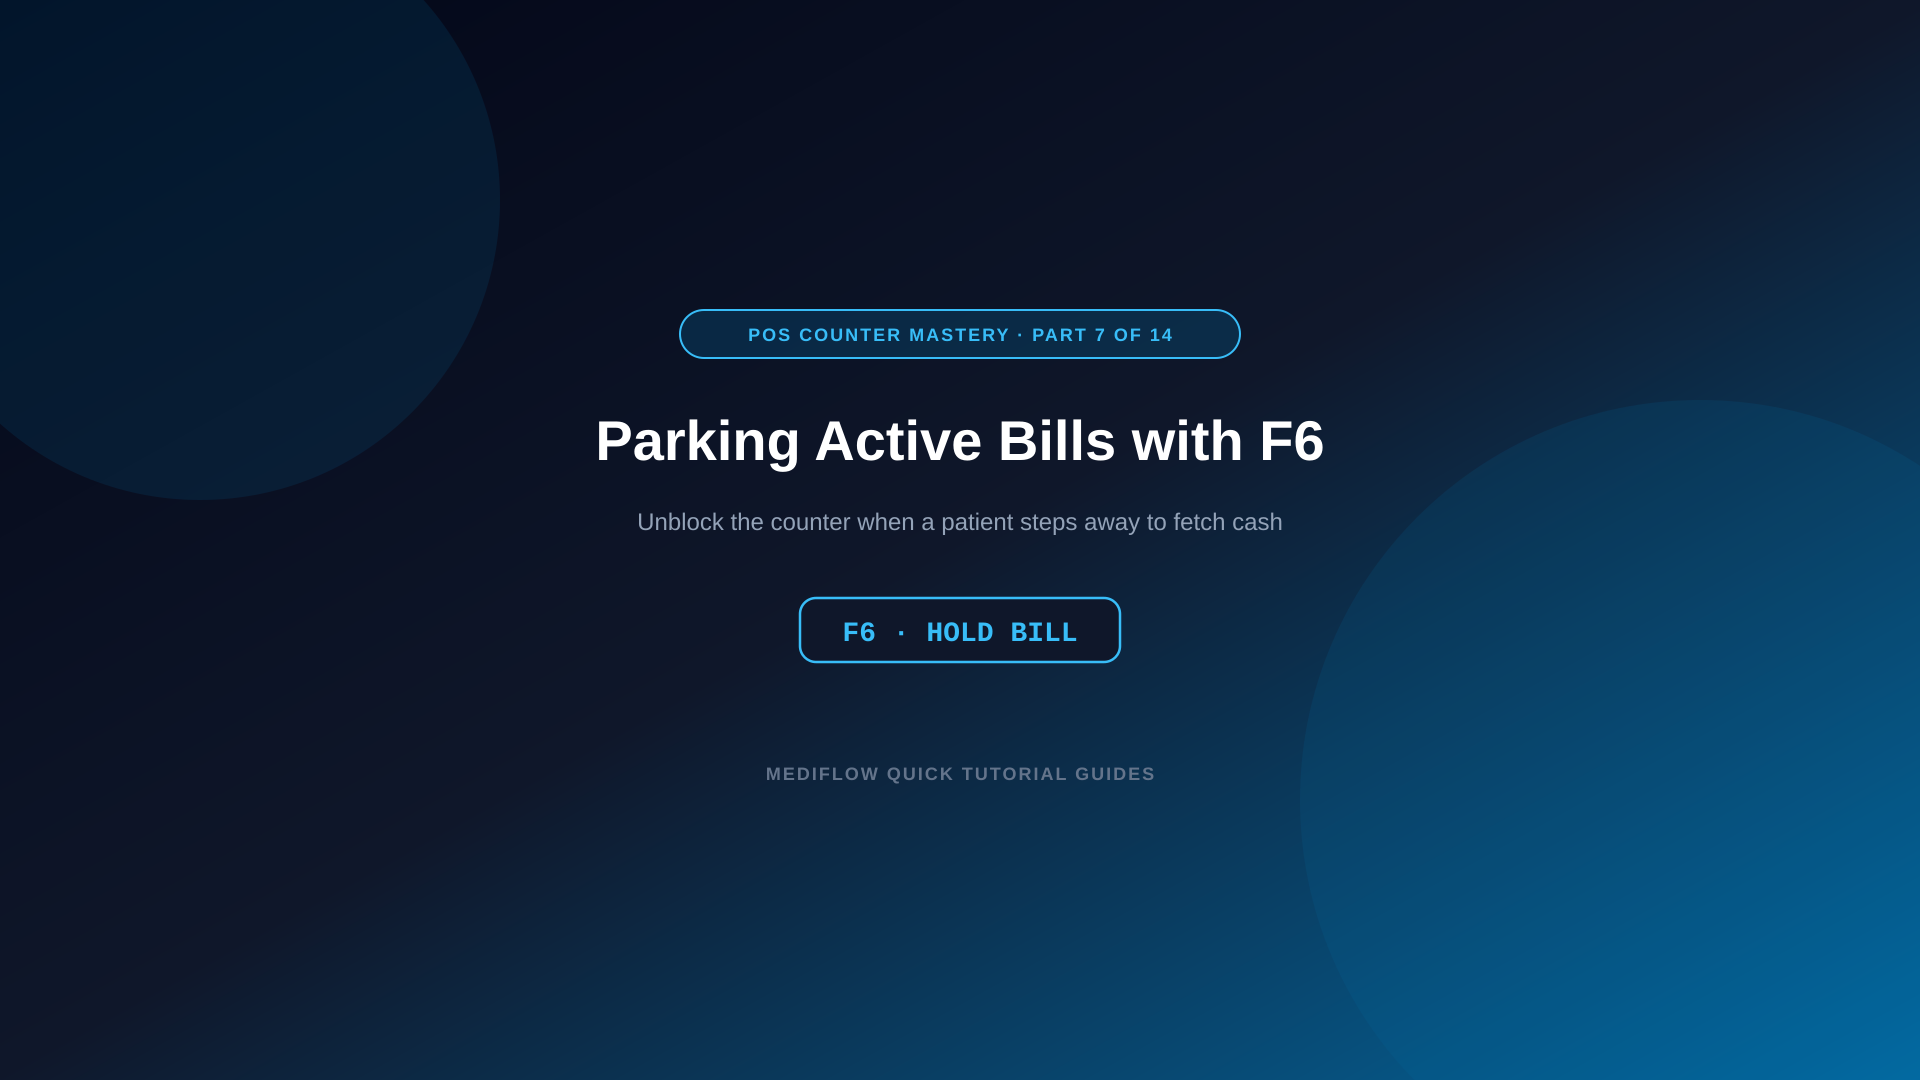 POS COUNTER MASTERY · PART 7 OF 14
Parking Active Bills with F6
Unblock the counter when a patient steps away to fetch cash
F6 · HOLD BILL
MEDIFLOW QUICK TUTORIAL GUIDES